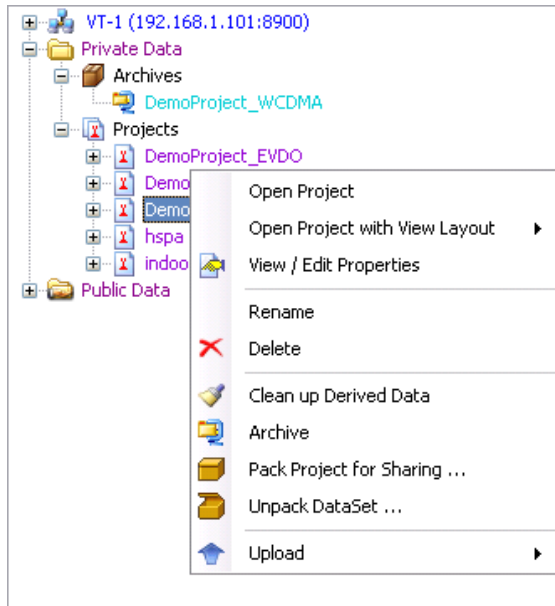 VT-1 (192.168.1.101:8900)
Private Data
Archives
DemoProject_WCDMA
Projects
DemoProject_EVDO
Demo
Demo
hspa
indoo
Public Data
Open Project
Open Project with View Layout
View / Edit Properties
Rename
Delete
Clean up Derived Data
Archive
Pack Project for Sharing ...
Unpack DataSet ...
Upload